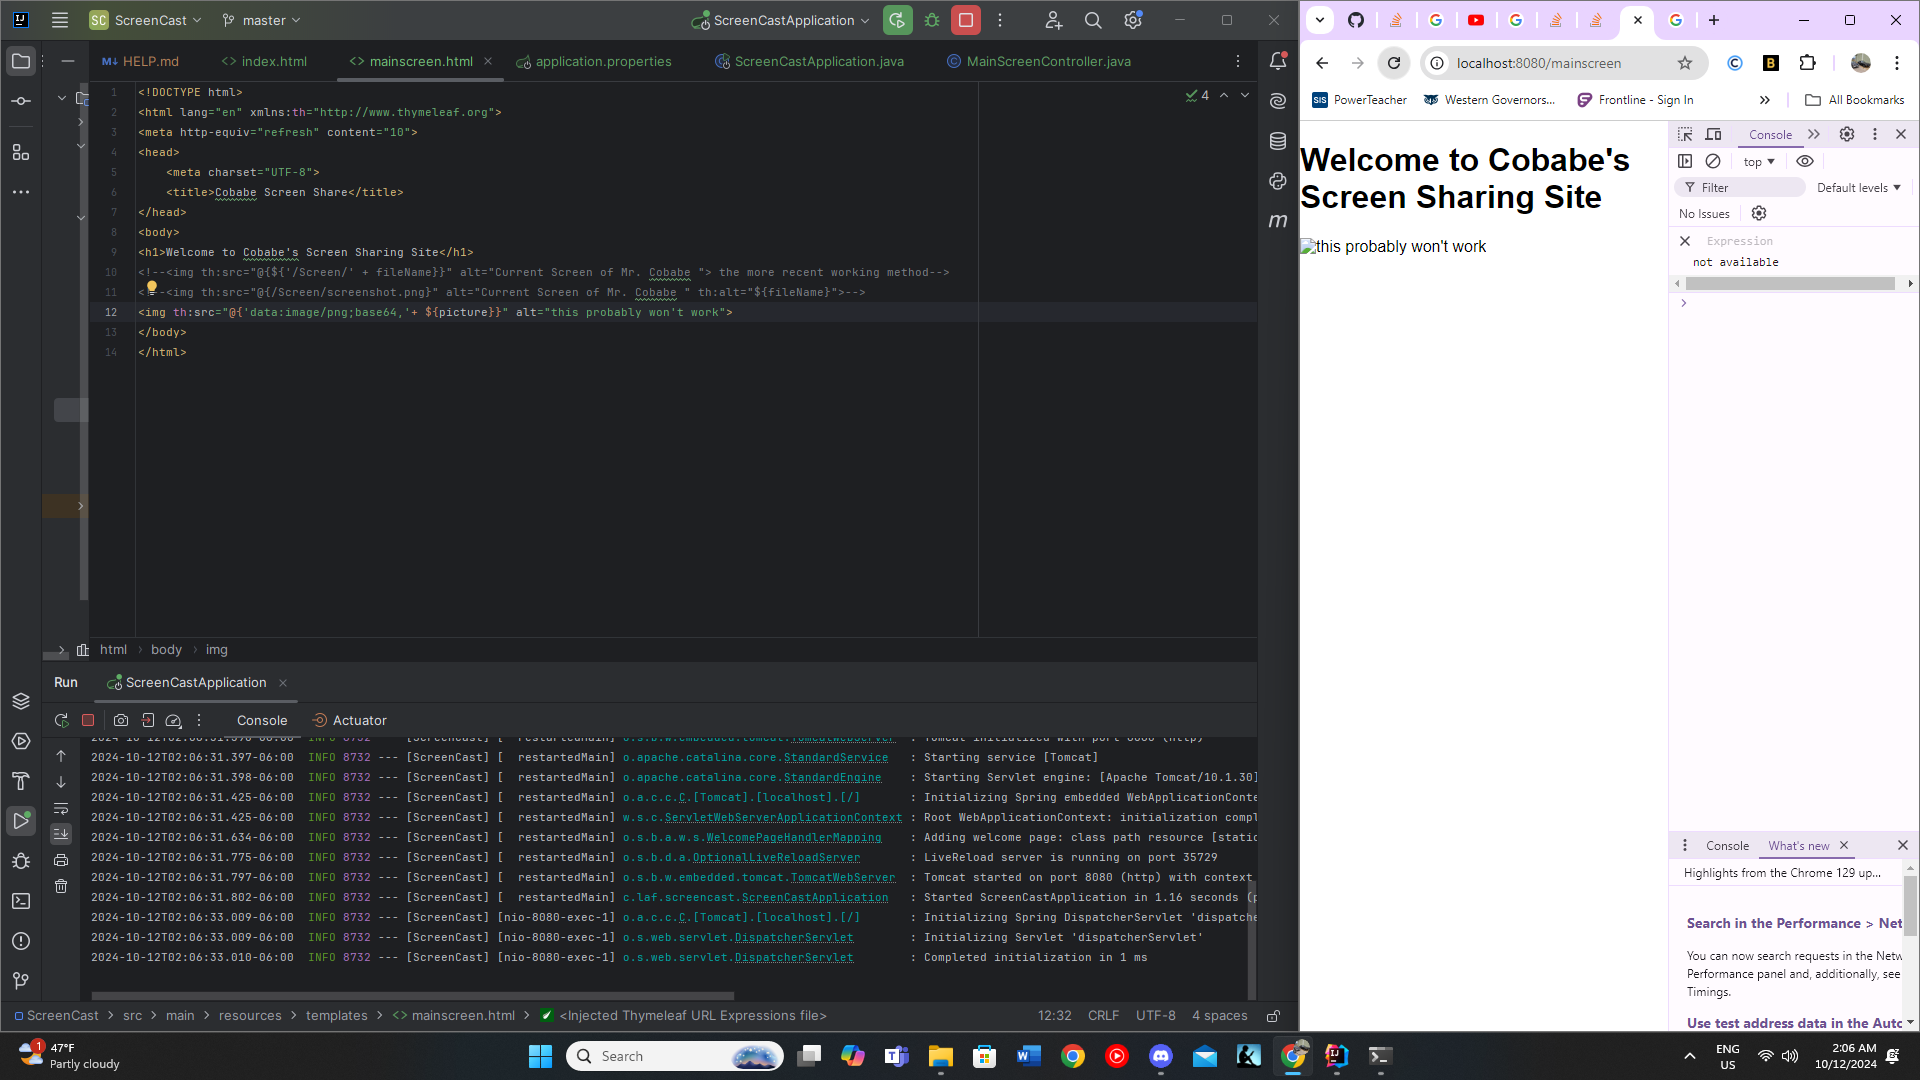 SC ScreenCast master ScreenCastApplication
HELP.md index.html mainscreen.html application.properties ScreenCastApplication.java MainScreenController.java
4
1 <!DOCTYPE html>
2 <html lang="en" xmlns:th="http://www.thymeleaf.org">
3 <meta http-equiv="refresh" content="10">
4 <head>
5 <meta charset="UTF-8">
6 <title>Cobabe Screen Share</title>
7 </head>
8 <body>
9 <h1>Welcome to Cobabe's Screen Sharing Site</h1>
10 <!--<img th:src="@{${'/Screen/' + fileName}}" alt="Current Screen of Mr. Cobabe "> the more recent working method-->
11 <!--<img th:src="@{/Screen/screenshot.png}" alt="Current Screen of Mr. Cobabe " th:alt="${fileName}">-->
12 <img th:src="@{'data:image/png;base64,'+ ${picture}}" alt="this probably won't work">
13 </body>
14 </html>
html body img
Run ScreenCastApplication
Console Actuator
2024-10-12T02:06:31.397-06:00 INFO 8732 --- [ScreenCast] [ restartedMain] o.apache.catalina.core.StandardService : Starting service [Tomcat]
2024-10-12T02:06:31.398-06:00 INFO 8732 --- [ScreenCast] [ restartedMain] o.apache.catalina.core.StandardEngine : Starting Servlet engine: [Apache Tomcat/10.1.30]
2024-10-12T02:06:31.425-06:00 INFO 8732 --- [ScreenCast] [ restartedMain] o.a.c.c.C.[Tomcat].[localhost].[/] : Initializing Spring embedded WebApplicationConte
2024-10-12T02:06:31.425-06:00 INFO 8732 --- [ScreenCast] [ restartedMain] w.s.c.ServletWebServerApplicationContext : Root WebApplicationContext: initialization compl
2024-10-12T02:06:31.634-06:00 INFO 8732 --- [ScreenCast] [ restartedMain] o.s.b.a.w.s.WelcomePageHandlerMapping : Adding welcome page: class path resource [static
2024-10-12T02:06:31.775-06:00 INFO 8732 --- [ScreenCast] [ restartedMain] o.s.b.d.a.OptionalLiveReloadServer : LiveReload server is running on port 35729
2024-10-12T02:06:31.797-06:00 INFO 8732 --- [ScreenCast] [ restartedMain] o.s.b.w.embedded.tomcat.TomcatWebServer : Tomcat started on port 8080 (http) with context
2024-10-12T02:06:31.802-06:00 INFO 8732 --- [ScreenCast] [ restartedMain] c.laf.screencast.ScreenCastApplication : Started ScreenCastApplication in 1.16 seconds (p
2024-10-12T02:06:33.009-06:00 INFO 8732 --- [ScreenCast] [nio-8080-exec-1] o.a.c.c.C.[Tomcat].[localhost].[/] : Initializing Spring DispatcherServlet 'dispatche
2024-10-12T02:06:33.009-06:00 INFO 8732 --- [ScreenCast] [nio-8080-exec-1] o.s.web.servlet.DispatcherServlet : Initializing Servlet 'dispatcherServlet'
2024-10-12T02:06:33.010-06:00 INFO 8732 --- [ScreenCast] [nio-8080-exec-1] o.s.web.servlet.DispatcherServlet : Completed initialization in 1 ms
ScreenCast src main resources templates mainscreen.html <Injected Thymeleaf URL Expressions file> 12:32 CRLF UTF-8 4 spaces
localhost:8080/mainscreen
SIS PowerTeacher Western Governors... Frontline - Sign In All Bookmarks
Welcome to Cobabe's
Screen Sharing Site
this probably won't work
Console
top
Filter Default levels
No Issues
Expression
not available
Console What's new
Highlights from the Chrome 129 up...
Search in the Performance > Net
You can now search requests in the Netw
Performance panel and, additionally, see
Timings.
Use test address data in the Auto
1 47°F
Partly cloudy
Search
ENG
US
2:06 AM
10/12/2024